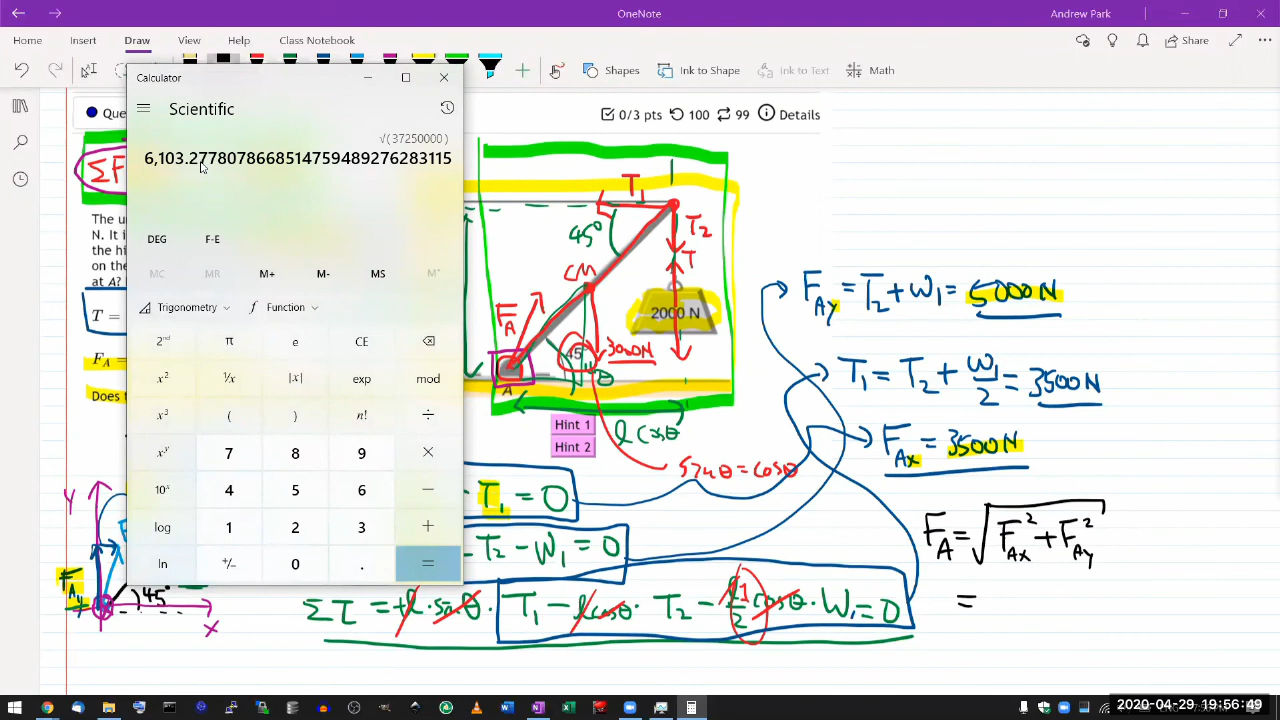 OneNote
Andrew Park
Home Insert Draw View Help Class Notebook
Share
Shapes Ink to Shape Ink to Text Math
Calculator
Scientific
√(37250000)
6,103.2778078668514759489276283115
DEG F-E
MC MR M+ M- MS
Trigonometry Function
2ⁿᵈ π e CE
x² ¹/x |x| exp mod
x³ ( ) n! ÷
xʸ 7 8 9 ×
10ˣ 4 5 6 −
log 1 2 3 +
ln +/− 0 . =
Que
0/3 pts 100 99 Details
ΣF
The u
N. It i
the hi
on the
at A?
T =
F_A =
Does t
T₁
45°
T₂
T
CM
F_A
2000 N
3000N
45
θ
A
l cosθ
Hint 1
Hint 2
sinθ = cosθ
F_Ay = T₂ + W₁ = 5000 N
T₁ = T₂ + W₁/2 = 3500 N
F_Ax = 3500 N
F_A = √(F_Ax² + F_Ay²)
=
- T₁ = 0
- T₂ - W₁ = 0
Στ = +l · sinθ · T₁ - l cosθ · T₂ - l/2 cosθ · W₁ = 0
1
Y
F_Ay
45°
X
2020-04-29 19:56:49